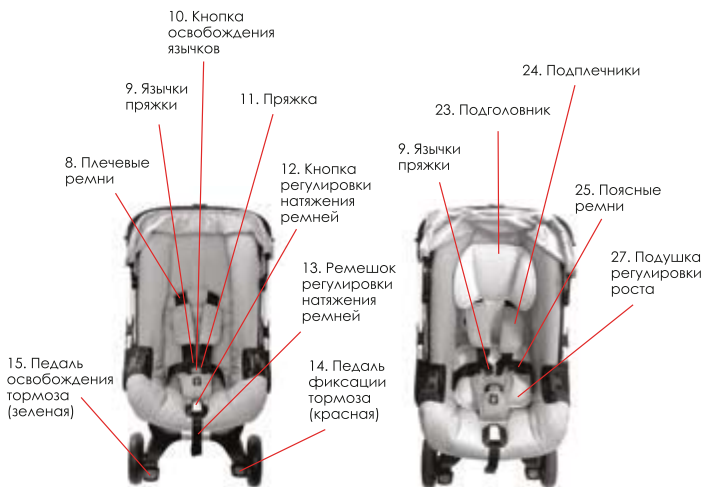 10. Кнопка
освобождения
язычков
9. Язычки
пряжки
11. Пряжка
8. Плечевые
ремни
12. Кнопка
регулировки
натяжения
ремней
13. Ремешок
регулировки
натяжения
ремней
15. Педаль
освобождения
тормоза
(зеленая)
14. Педаль
фиксации
тормоза
(красная)
24. Подплечники
23. Подголовник
9. Язычки
пряжки
25. Поясные
ремни
27. Подушка
регулировки
роста